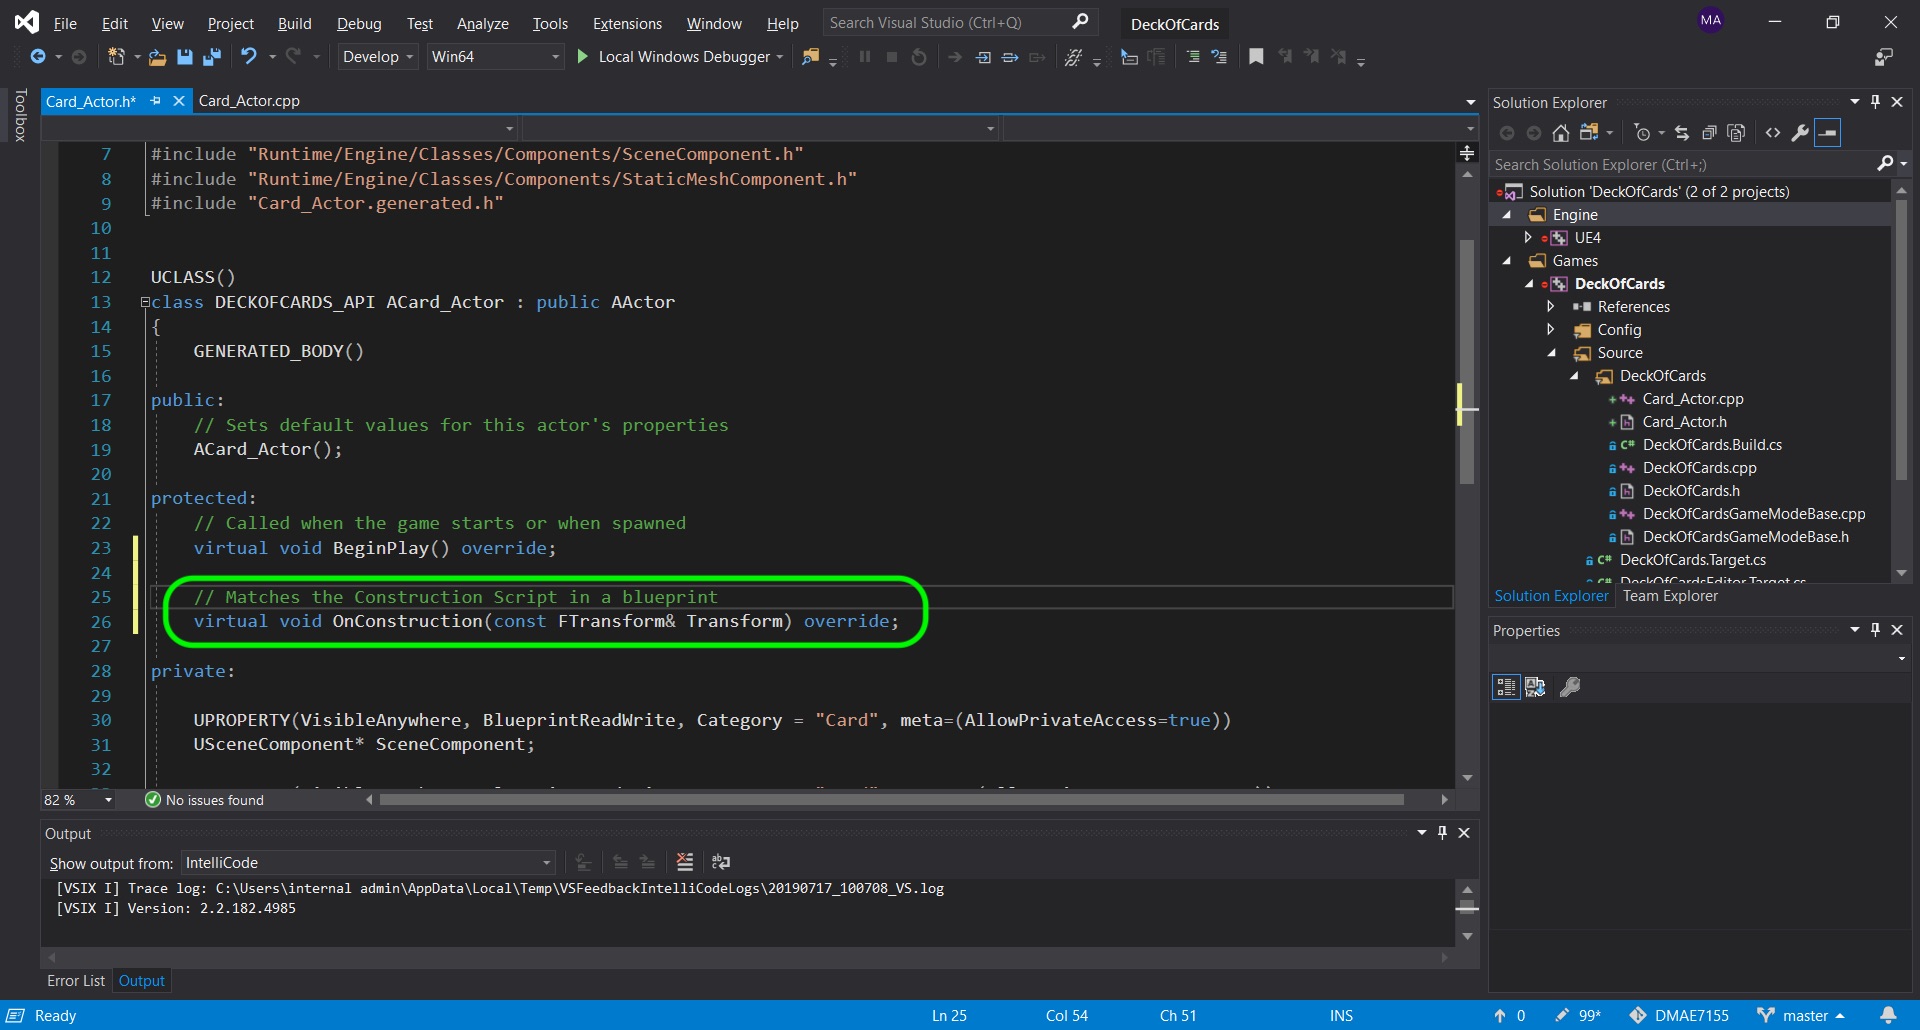 File Edit View Project Build Debug Test Analyze Tools Extensions Window Help Search Visual Studio (Ctrl+Q) DeckOfCards MA
Develop Win64 Local Windows Debugger
Toolbox
Card_Actor.h* Card_Actor.cpp
7 #include "Runtime/Engine/Classes/Components/SceneComponent.h"
8 #include "Runtime/Engine/Classes/Components/StaticMeshComponent.h"
9 #include "Card_Actor.generated.h"
10
11
12 UCLASS()
13 class DECKOFCARDS_API ACard_Actor : public AActor
14 {
15 GENERATED_BODY()
16
17 public:
18 // Sets default values for this actor's properties
19 ACard_Actor();
20
21 protected:
22 // Called when the game starts or when spawned
23 virtual void BeginPlay() override;
24
25 // Matches the Construction Script in a blueprint
26 virtual void OnConstruction(const FTransform& Transform) override;
27
28 private:
29
30 UPROPERTY(VisibleAnywhere, BlueprintReadWrite, Category = "Card", meta=(AllowPrivateAccess=true))
31 USceneComponent* SceneComponent;
32
82 % No issues found
Output
Show output from: IntelliCode
[VSIX I] Trace log: C:\Users\internal admin\AppData\Local\Temp\VSFeedbackIntelliCodeLogs\20190717_100708_VS.log
[VSIX I] Version: 2.2.182.4985
Error List Output
Solution Explorer
Search Solution Explorer (Ctrl+;)
Solution 'DeckOfCards' (2 of 2 projects)
Engine
UE4
Games
DeckOfCards
References
Config
Source
DeckOfCards
Card_Actor.cpp
Card_Actor.h
DeckOfCards.Build.cs
DeckOfCards.cpp
DeckOfCards.h
DeckOfCardsGameModeBase.cpp
DeckOfCardsGameModeBase.h
DeckOfCards.Target.cs
DeckOfCardsEditor.Target.cs
Solution Explorer Team Explorer
Properties
Ready Ln 25 Col 54 Ch 51 INS 0 99* DMAE7155 master